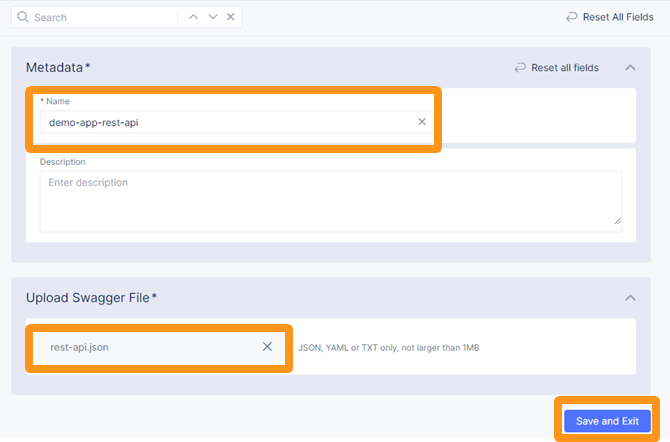 Search
Reset All Fields
Metadata*
Reset all fields
* Name
demo-app-rest-api
Description
Enter description
Upload Swagger File*
rest-api.json
JSON, YAML or TXT only, not larger than 1MB
Save and Exit